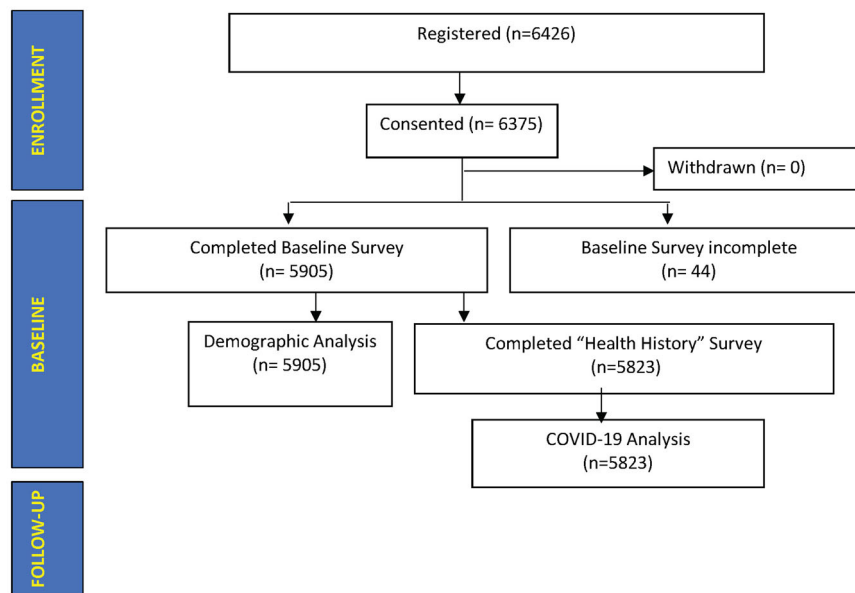 ENROLLMENT
Registered (n=6426)
Consented (n= 6375)
Withdrawn (n= 0)
BASELINE
Completed Baseline Survey
(n= 5905)
Baseline Survey incomplete
(n= 44)
Demographic Analysis
(n= 5905)
Completed “Health History” Survey
(n=5823)
COVID-19 Analysis
(n=5823)
FOLLOW-UP